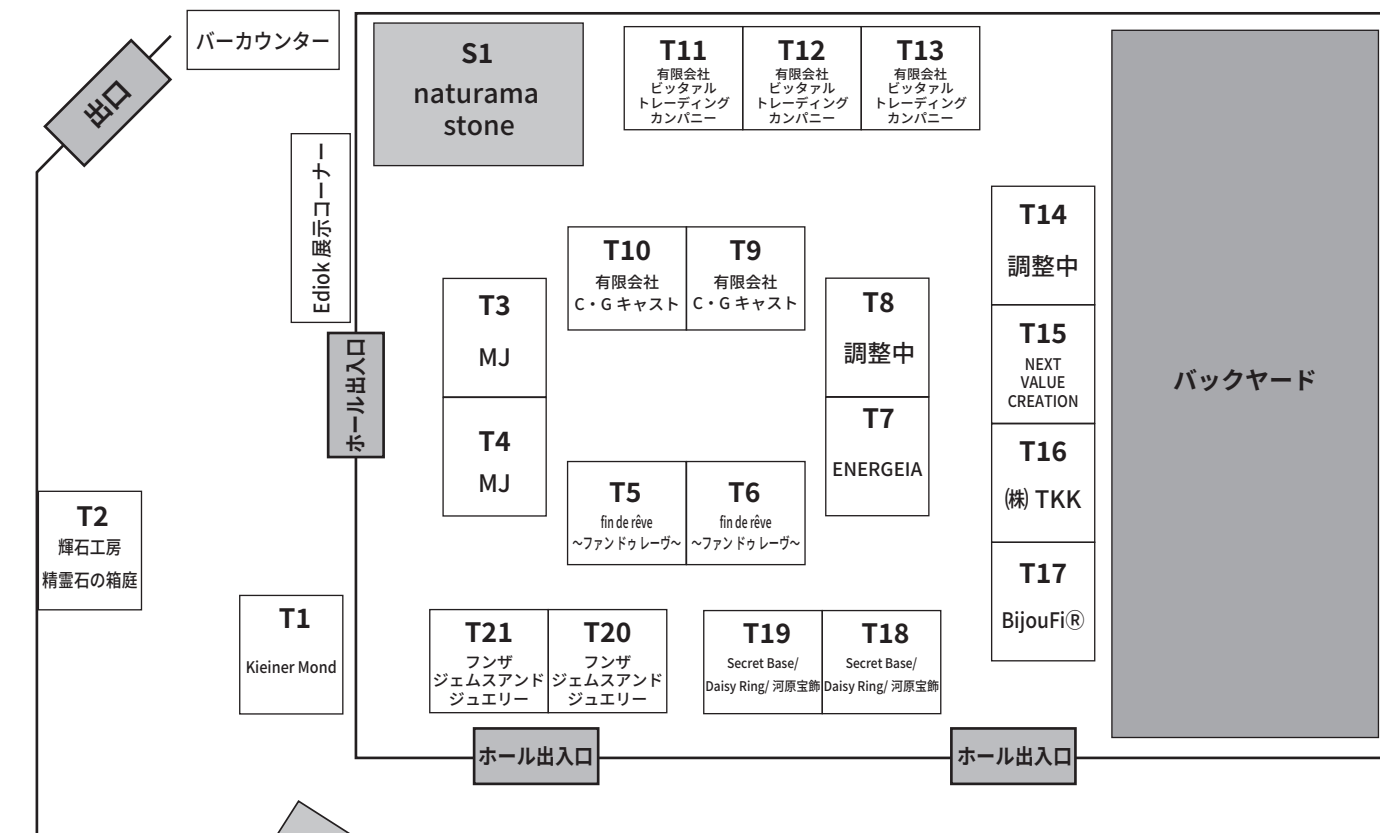 バーカウンター
出口
S1
naturama
stone
T11
有限会社
ビッタァル
トレーディング
カンパニー
T12
有限会社
ビッタァル
トレーディング
カンパニー
T13
有限会社
ビッタァル
トレーディング
カンパニー
Ediok 展示コーナー
T14
調整中
T10
有限会社
C・G キャスト
T9
有限会社
C・G キャスト
T3
MJ
T8
調整中
T15
NEXT
VALUE
CREATION
バックヤード
ホール出入口
T4
MJ
T7
ENERGEIA
T16
㈱ TKK
T5
fin de rêve
～ファンドゥレーヴ～
T6
fin de rêve
～ファンドゥレーヴ～
T2
輝石工房
精霊石の箱庭
T17
BijouFi®
T1
Kieiner Mond
T21
フンザ
ジェムスアンド
ジュエリー
T20
フンザ
ジェムスアンド
ジュエリー
T19
Secret Base/
Daisy Ring/ 河原宝飾
T18
Secret Base/
Daisy Ring/ 河原宝飾
ホール出入口
ホール出入口